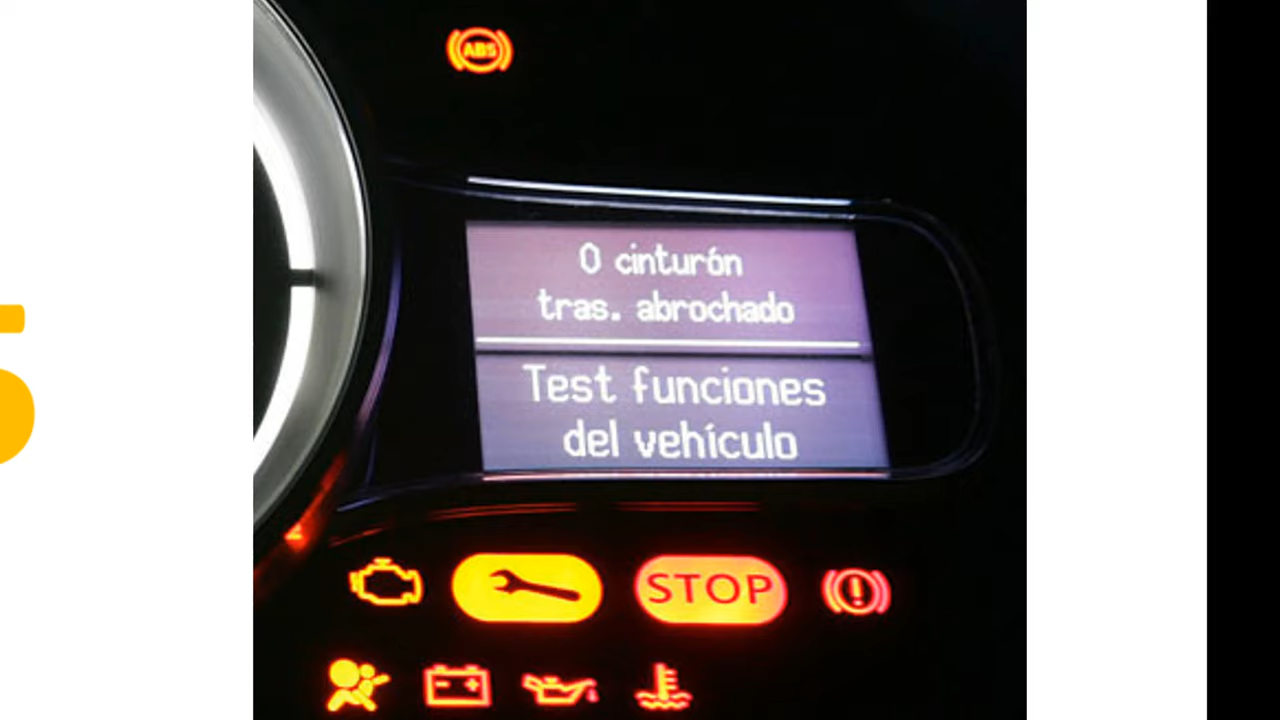 ABS
0 cinturón
tras. abrochado
Test funciones
del vehículo
STOP